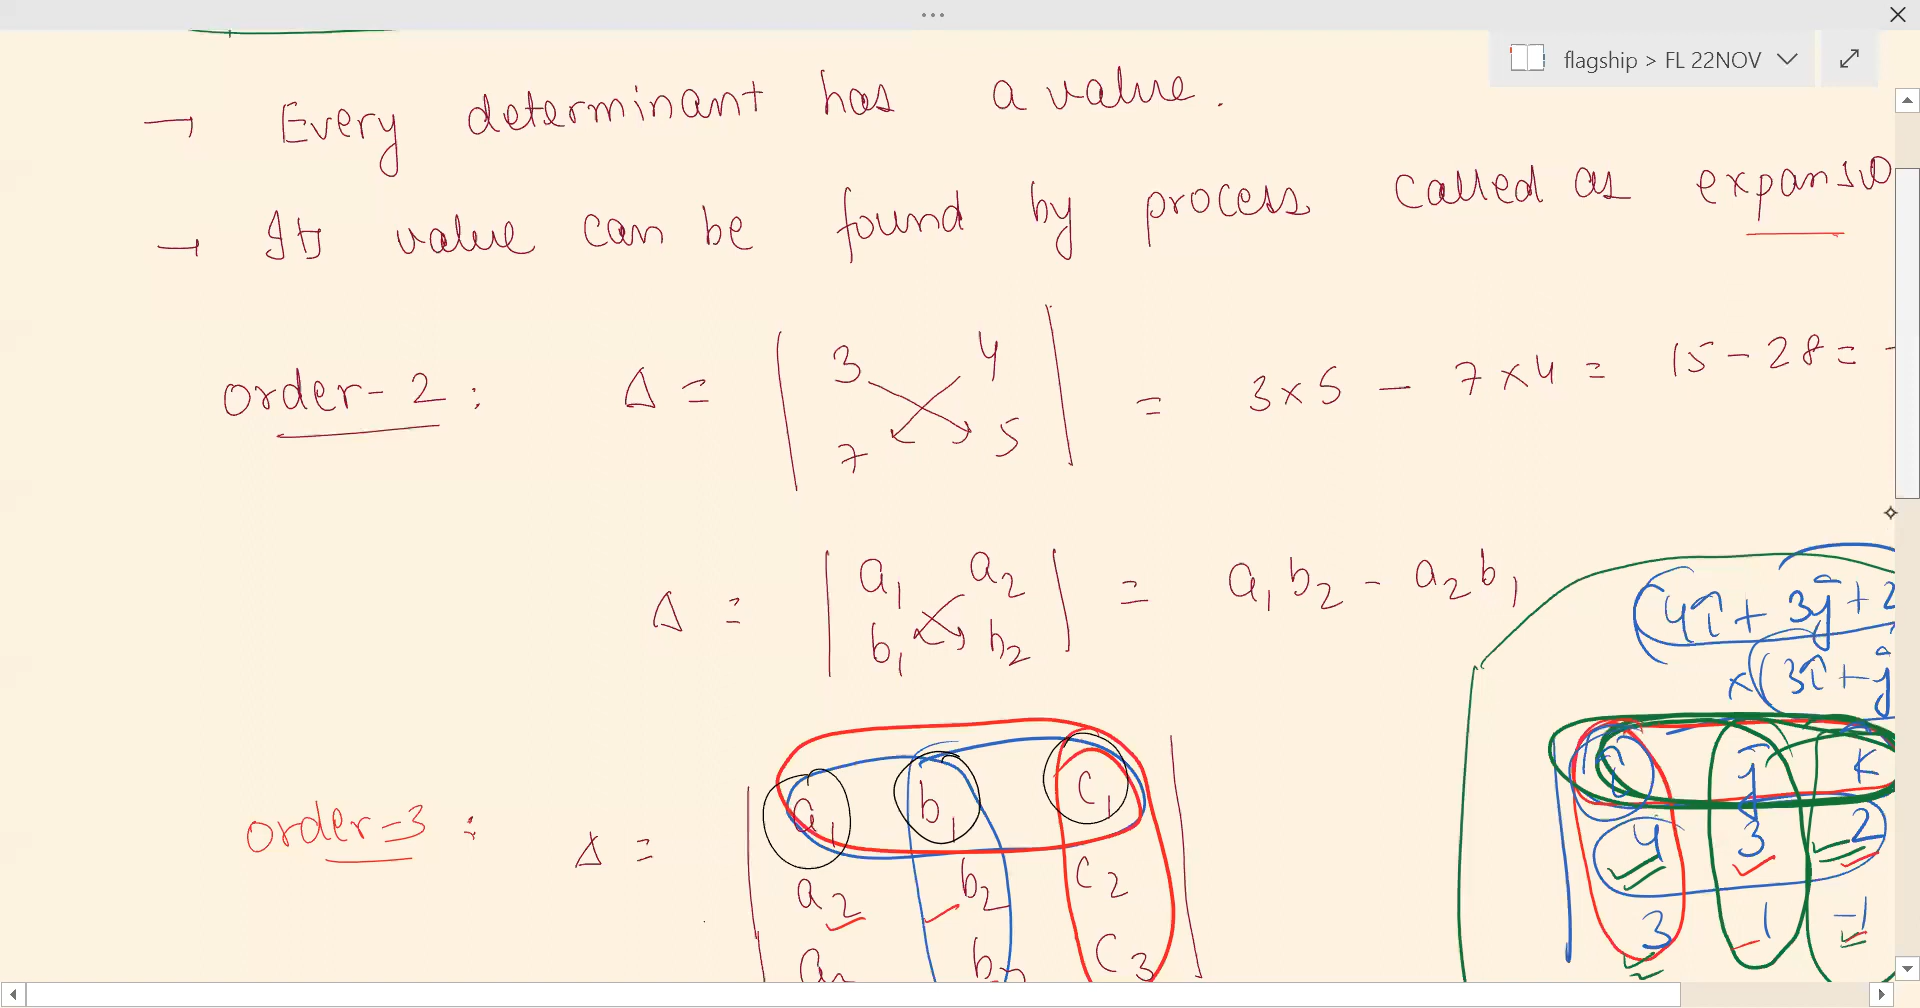 flagship > FL 22NOV
→ Every determinant has a value.
→ Its value can be found by process called as expansio
order-2 : Δ = | 3 4 | = 3×5 - 7×4 = 15-28 = -
7 5
Δ = | a₁ a₂ | = a₁b₂ - a₂b₁
b₁ b₂
(4î + 3ĵ + 2
×(3î + ĵ
order-3 : Δ = | a₁ b₁ c₁ |
a₂ b₂ c₂
b₃ c₃
î ĵ k
4 3 2
3 1 -1